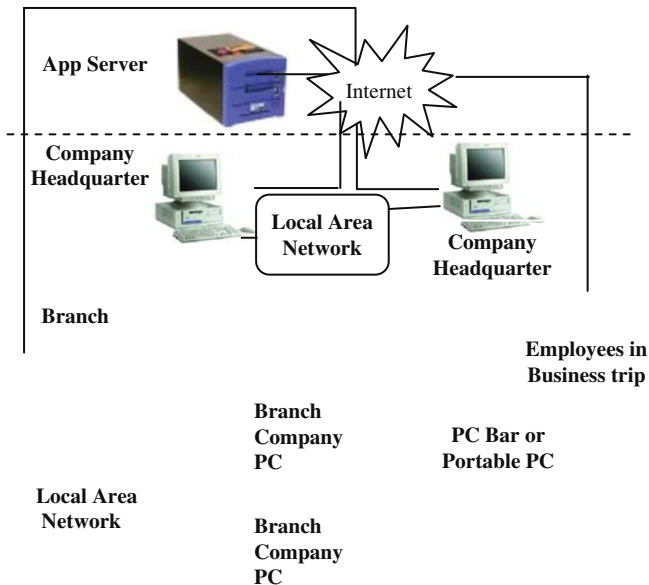 App Server
Internet
Company
Headquarter
Local Area
Network
Company
Headquarter
Branch
Employees in
Business trip
Branch
Company
PC
PC Bar or
Portable PC
Local Area
Network
Branch
Company
PC